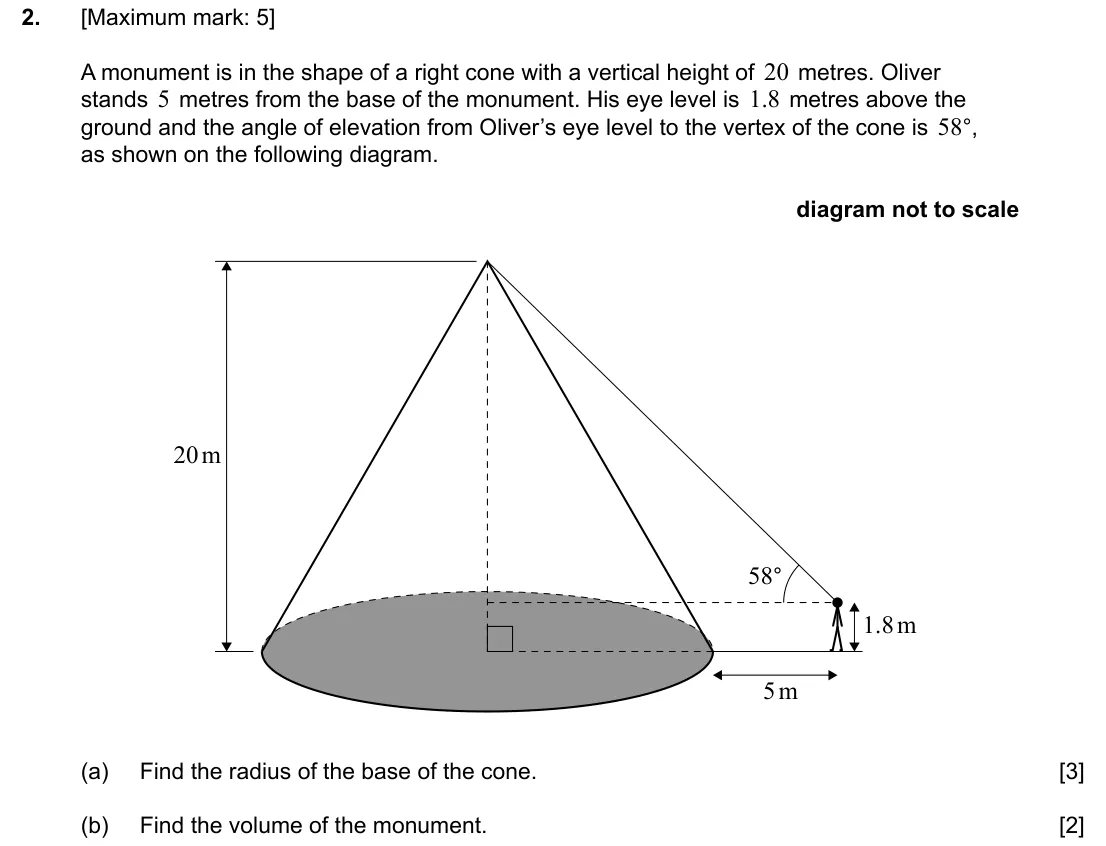 2. [Maximum mark: 5]
A monument is in the shape of a right cone with a vertical height of 20 metres. Oliver
stands 5 metres from the base of the monument. His eye level is 1.8 metres above the
ground and the angle of elevation from Oliver’s eye level to the vertex of the cone is 58°,
as shown on the following diagram.
diagram not to scale
20 m
58°
1.8 m
5 m
(a) Find the radius of the base of the cone. [3]
(b) Find the volume of the monument. [2]